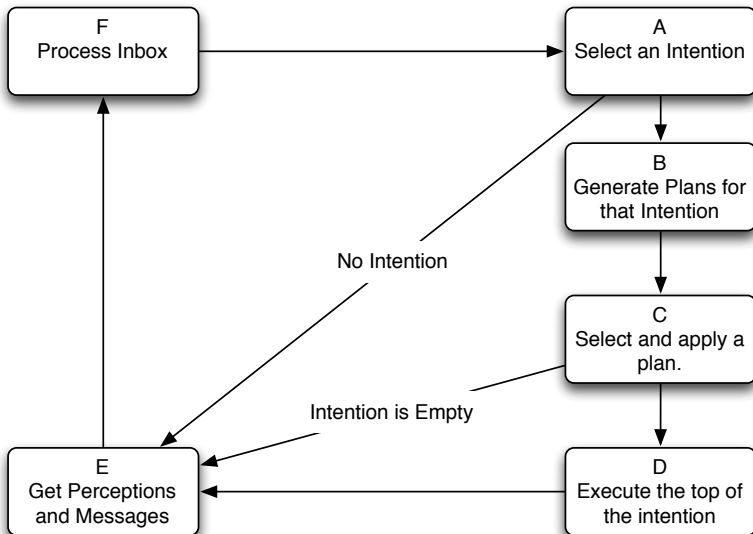 F
Process Inbox
A
Select an Intention
B
Generate Plans for
that Intention
No Intention
C
Select and apply a
plan.
Intention is Empty
E
Get Perceptions
and Messages
D
Execute the top of
the intention